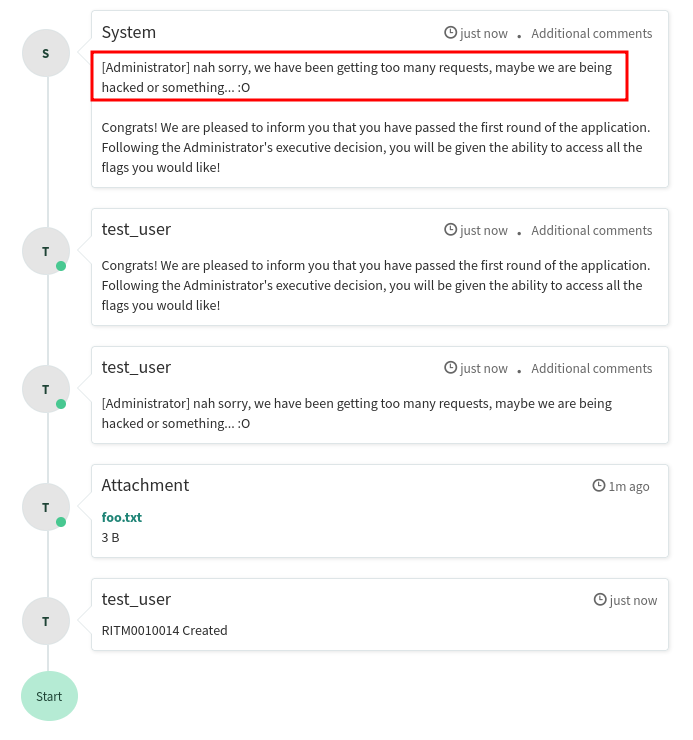 S
System
just now • Additional comments
[Administrator] nah sorry, we have been getting too many requests, maybe we are being
hacked or something... :O
Congrats! We are pleased to inform you that you have passed the first round of the application.
Following the Administrator's executive decision, you will be given the ability to access all the
flags you would like!
T
test_user
just now • Additional comments
Congrats! We are pleased to inform you that you have passed the first round of the application.
Following the Administrator's executive decision, you will be given the ability to access all the
flags you would like!
T
test_user
just now • Additional comments
[Administrator] nah sorry, we have been getting too many requests, maybe we are being
hacked or something... :O
T
Attachment
1m ago
foo.txt
3 B
T
test_user
just now
RITM0010014 Created
Start